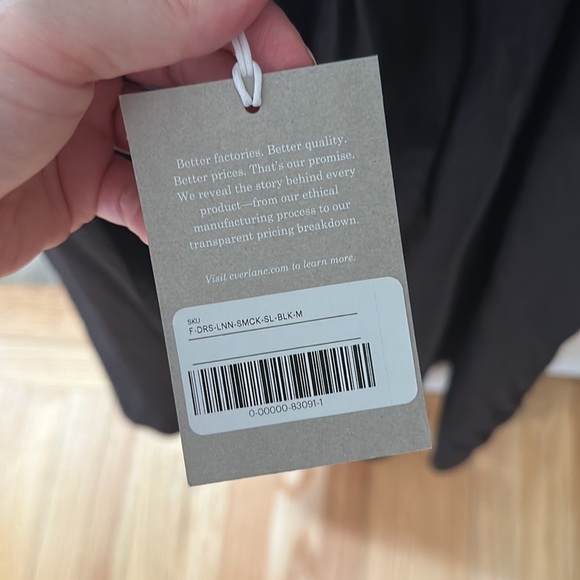 Better factories. Better quality.
Better prices. That's our promise.
We reveal the story behind every
product—from our ethical
manufacturing process to our
transparent pricing breakdown.
Visit everlane.com to learn more.
SKU
F-DRS-LNN-SMCK-SL-BLK-M
0-00000-83091-1